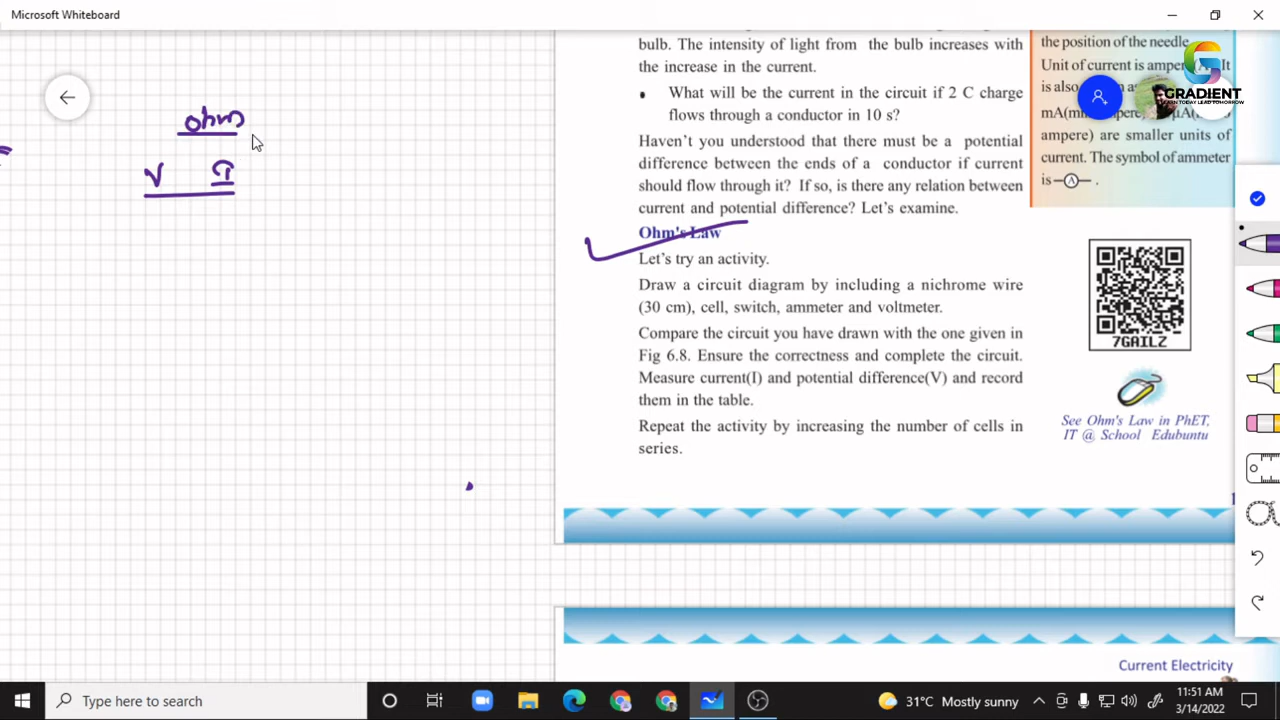 Microsoft Whiteboard
GRADIENT
LEARN TODAY LEAD TOMORROW
ohm
V I
bulb. The intensity of light from the bulb increases with
the increase in the current.
• What will be the current in the circuit if 2 C charge
flows through a conductor in 10 s?
Haven't you understood that there must be a potential
difference between the ends of a conductor if current
should flow through it? If so, is there any relation between
current and potential difference? Let's examine.
Ohm's Law
Let's try an activity.
Draw a circuit diagram by including a nichrome wire
(30 cm), cell, switch, ammeter and voltmeter.
Compare the circuit you have drawn with the one given in
Fig 6.8. Ensure the correctness and complete the circuit.
Measure current(I) and potential difference(V) and record
them in the table.
Repeat the activity by increasing the number of cells in
series.
the position of the needle.
Unit of current is It
is also
ampere) are smaller units of
current. The symbol of ammeter
is A .
7GAILZ
See Ohm's Law in PhET,
IT @ School Edubuntu
Current Electricity
Type here to search
31°C Mostly sunny
11:51 AM
3/14/2022